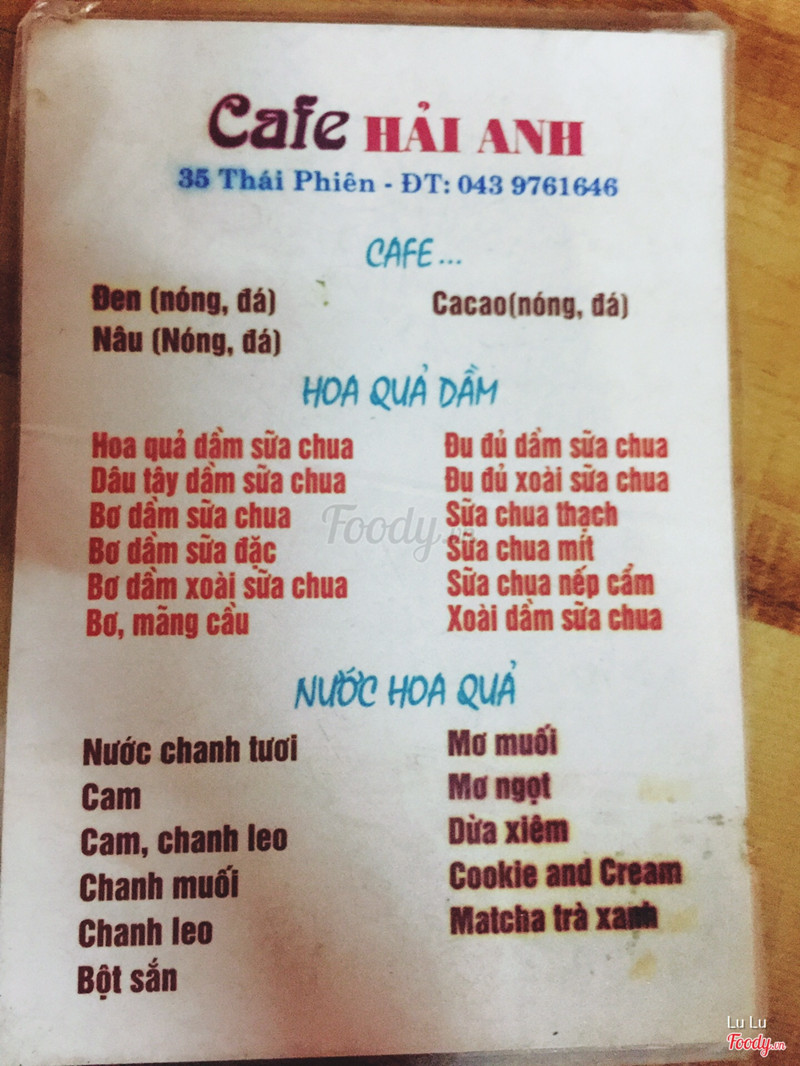 Cafe HẢI ANH
35 Thái Phiên - ĐT: 043 9761646
CAFE...
Đen (nóng, đá)
Nâu (Nóng, đá)
Cacao(nóng, đá)
HOA QUẢ DẦM
Hoa quả dầm sữa chua
Dâu tây dầm sữa chua
Bơ dầm sữa chua
Bơ dầm sữa đặc
Bơ dầm xoài sữa chua
Bơ, mãng cầu
Đu đủ dầm sữa chua
Đu đủ xoài sữa chua
Sữa chua thạch
Sữa chua mít
Sữa chua nếp cẩm
Xoài dầm sữa chua
Foody.vn
NƯỚC HOA QUẢ
Nước chanh tươi
Cam
Cam, chanh leo
Chanh muối
Chanh leo
Bột sắn
Mơ muối
Mơ ngọt
Dừa xiêm
Cookie and Cream
Matcha trà xanh
Lu Lu
Foody.vn